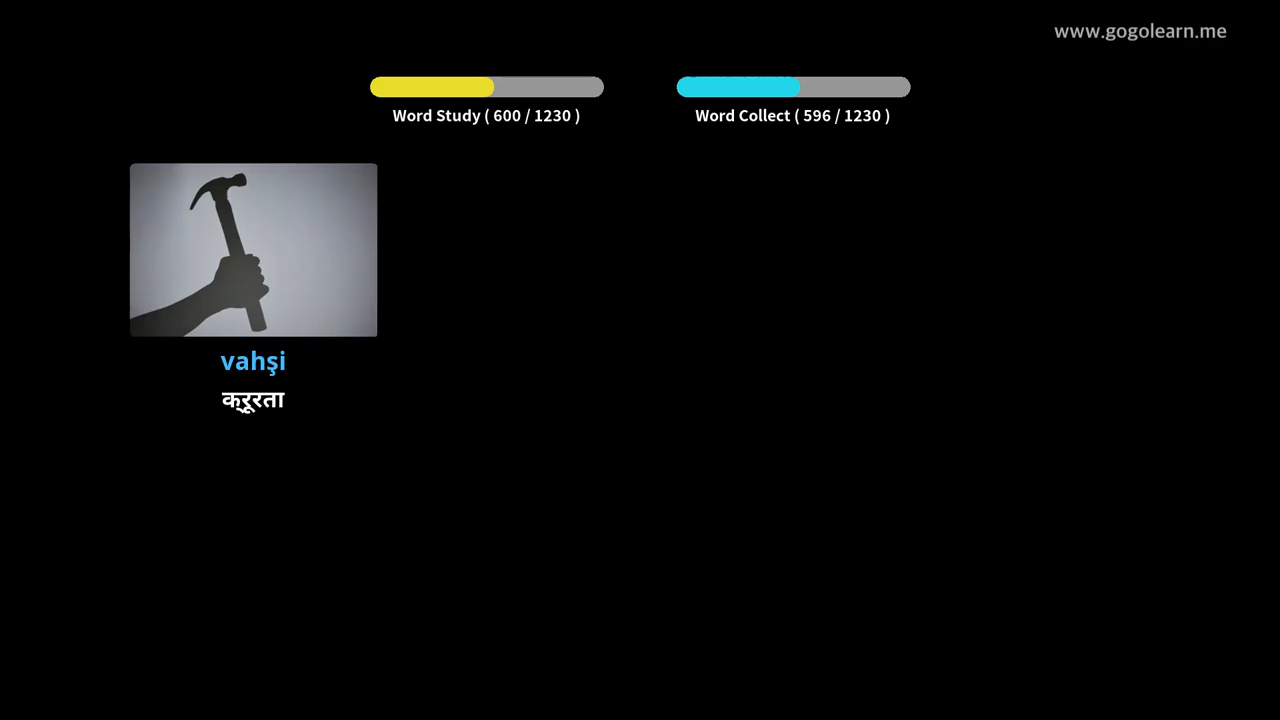 www.gogolearn.me
Word Study ( 600 / 1230 )
Word Collect ( 596 / 1230 )
vahşi
क्रूरता